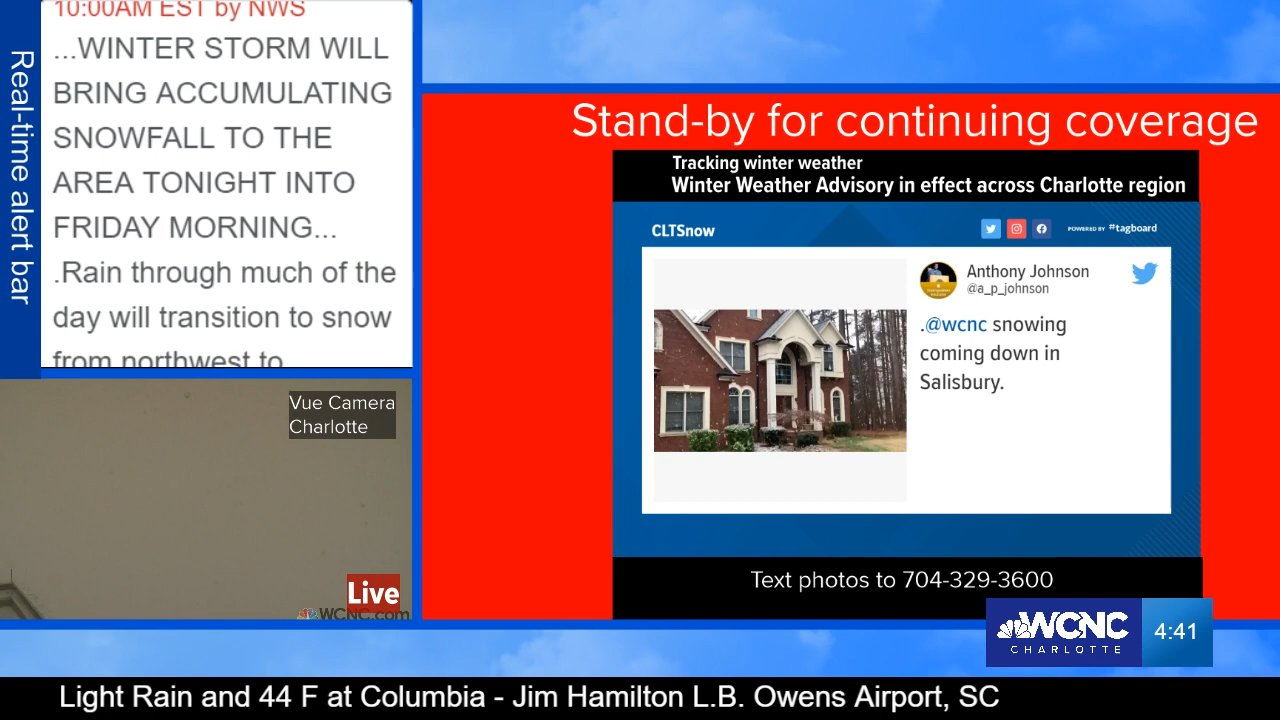 Real-time alert bar
10:00AM EST by NWS
...WINTER STORM WILL
BRING ACCUMULATING
SNOWFALL TO THE
AREA TONIGHT INTO
FRIDAY MORNING...
.Rain through much of the
day will transition to snow
from northwest to
Vue Camera
Charlotte
Live
WCNC.com
Stand-by for continuing coverage
Tracking winter weather
Winter Weather Advisory in effect across Charlotte region
CLTSnow
POWERED BY #tagboard
Anthony Johnson
@a_p_johnson
.@wcnc snowing
coming down in
Salisbury.
Text photos to 704-329-3600
WCNC
CHARLOTTE
4:41
Light Rain and 44 F at Columbia - Jim Hamilton L.B. Owens Airport, SC